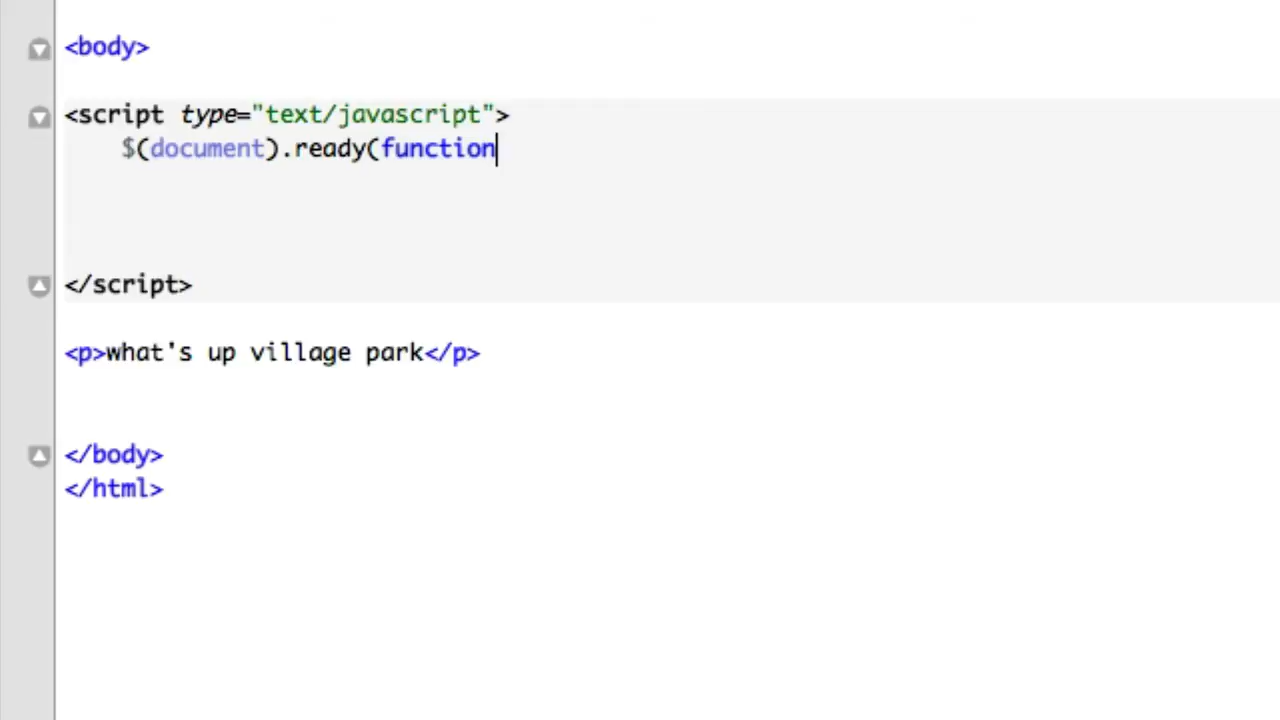 <body>
<script type="text/javascript">
$(document).ready(function
</script>
<p>what's up village park</p>
</body>
</html>